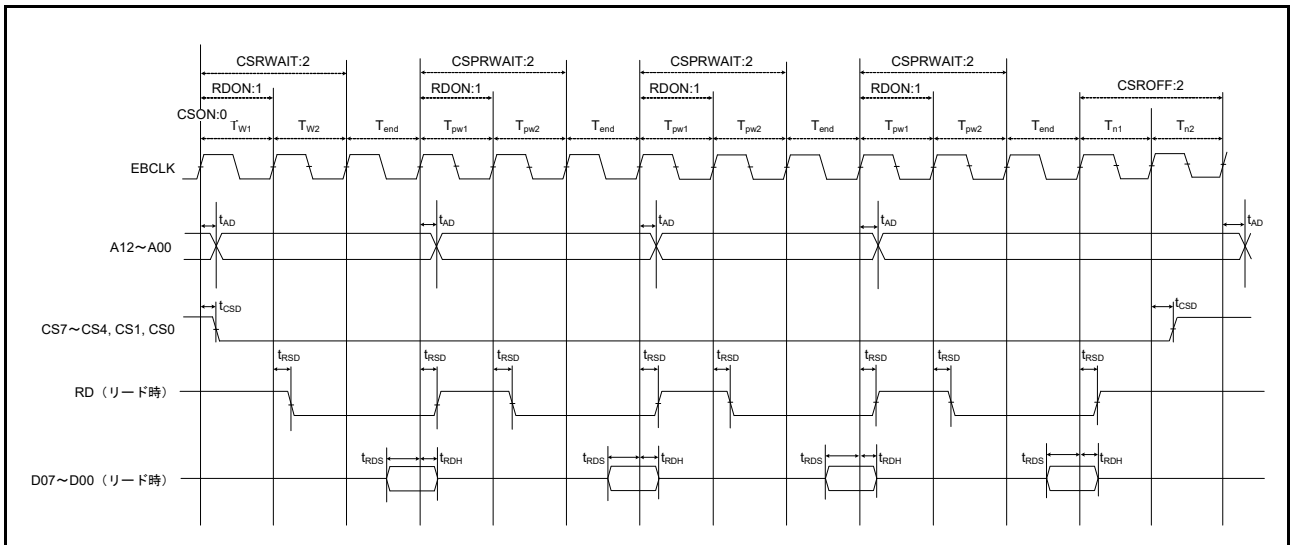 CSRWAIT:2 CSPRWAIT:2 CSPRWAIT:2 CSPRWAIT:2
RDON:1 RDON:1 RDON:1 RDON:1 CSROFF:2
CSON:0
TW1 TW2 Tend Tpw1 Tpw2 Tend Tpw1 Tpw2 Tend Tpw1 Tpw2 Tend Tn1 Tn2
EBCLK
tAD tAD tAD tAD tAD
A12~A00
tCSD tCSD
CS7~CS4, CS1, CS0
tRSD tRSD tRSD tRSD tRSD tRSD tRSD tRSD
RD（リード時）
tRDS tRDH tRDS tRDH tRDS tRDH tRDS tRDH
D07~D00（リード時）